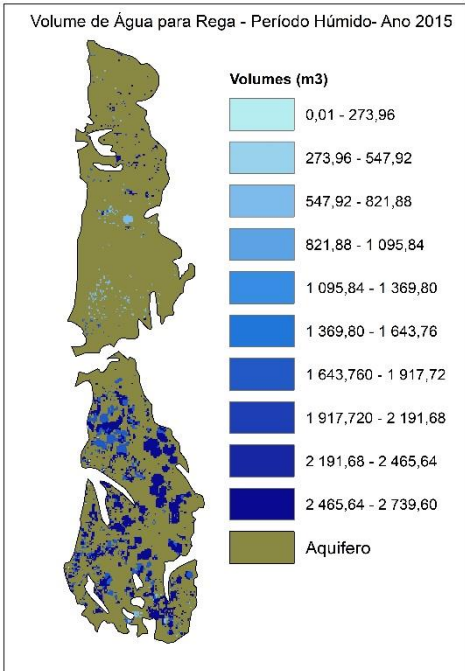 Volume de Água para Rega - Período Húmido- Ano 2015
Volumes (m3)
0,01 - 273,96
273,96 - 547,92
547,92 - 821,88
821,88 - 1 095,84
1 095,84 - 1 369,80
1 369,80 - 1 643,76
1 643,760 - 1 917,72
1 917,720 - 2 191,68
2 191,68 - 2 465,64
2 465,64 - 2 739,60
Aquifero